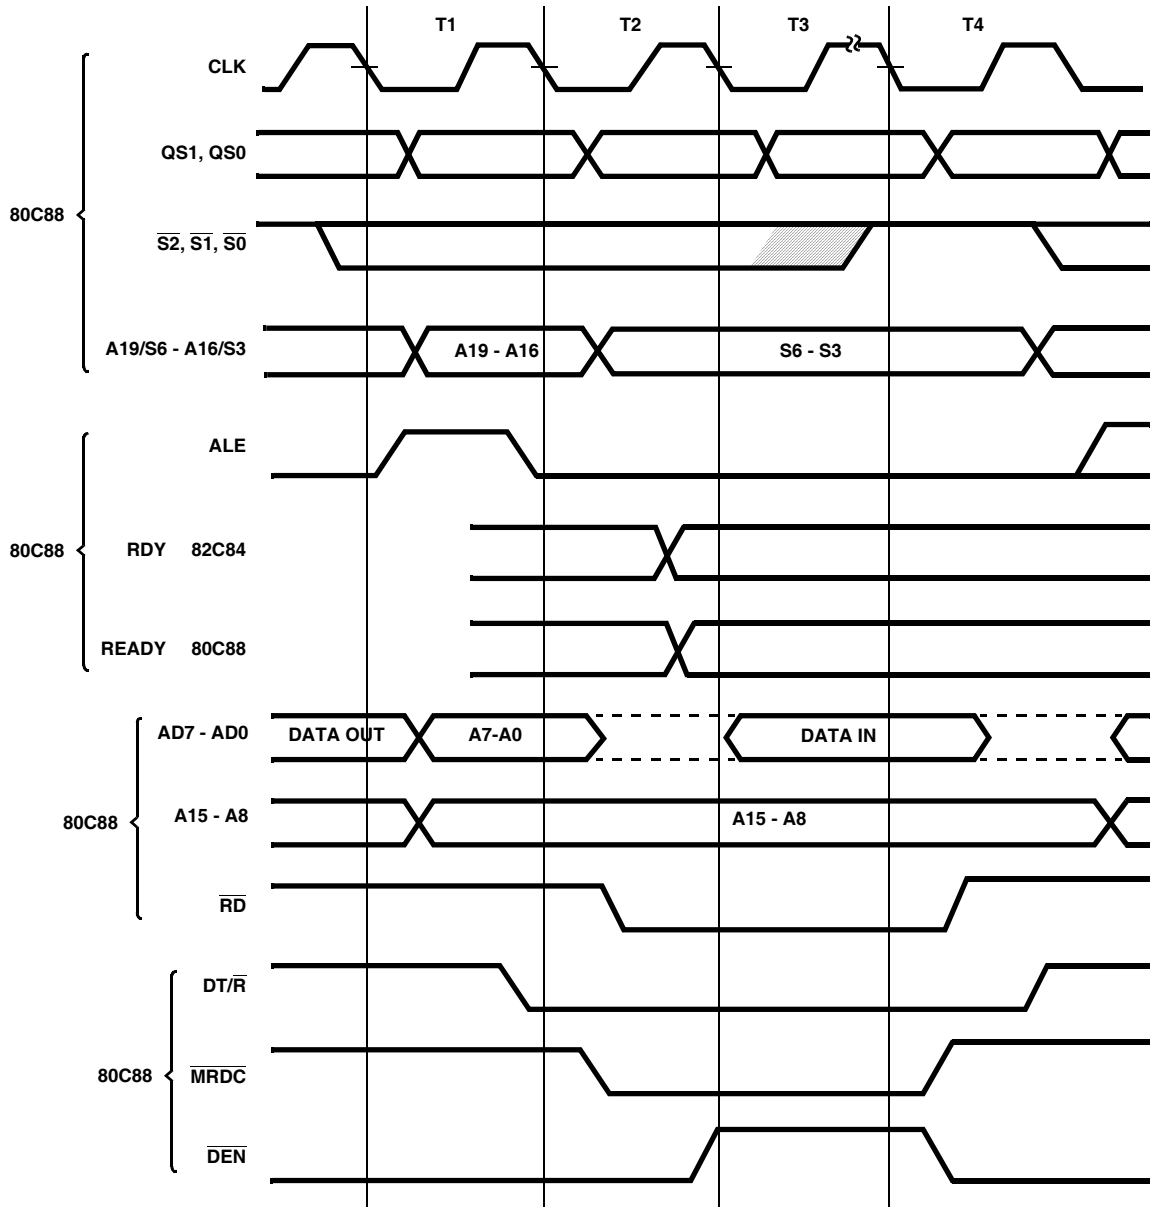 T1 T2 T3 T4
CLK
QS1, QS0
80C88
S2, S1, S0
A19/S6 - A16/S3 A19 - A16 S6 - S3
ALE
80C88 RDY 82C84
READY 80C88
AD7 - AD0 DATA OUT A7-A0 DATA IN
80C88 A15 - A8 A15 - A8
RD
DT/R
80C88 MRDC
DEN